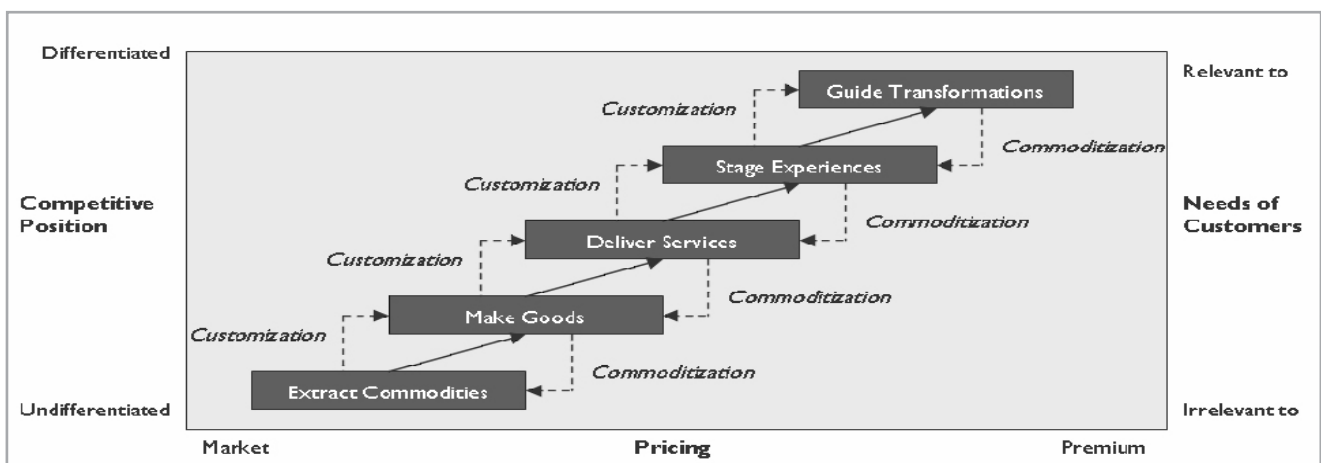 Differentiated
Relevant to
Guide Transformations
Customization
Commoditization
Stage Experiences
Customization
Competitive
Position
Needs of
Customers
Commoditization
Deliver Services
Customization
Commoditization
Make Goods
Customization
Commoditization
Extract Commodities
Undifferentiated
Irrelevant to
Market
Pricing
Premium